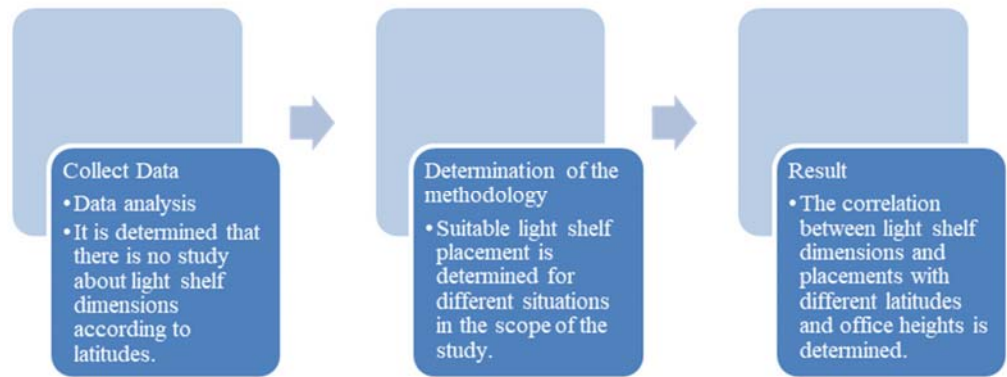 Collect Data
•Data analysis
•It is determined that
there is no study
about light shelf
dimensions
according to
latitudes.
Determination of the
methodology
•Suitable light shelf
placement is
determined for
different situations
in the scope of the
study.
Result
•The correlation
between light shelf
dimensions and
placements with
different latitudes
and office heights is
determined.